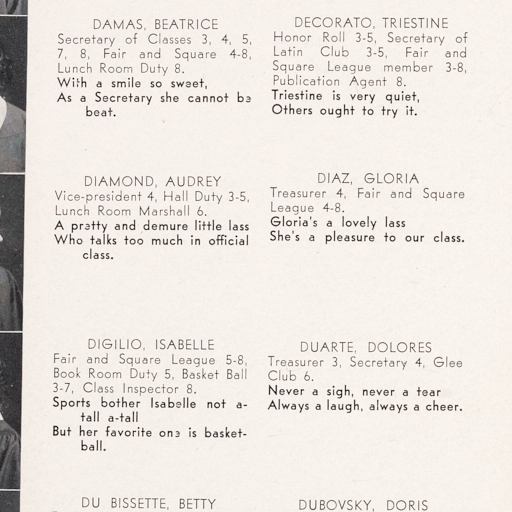 DAMAS, BEATRICE
Secretary of Classes 3, 4, 5,
7, 8, Fair and Square 4-8,
Lunch Room Duty 8.
With a smile so sweet,
As a Secretary she cannot be
beat.
DECORATO, TRIESTINE
Honor Roll 3-5, Secretary of
Latin Club 3-5, Fair and
Square League member 3-8,
Publication Agent 8.
Triestine is very quiet,
Others ought to try it.
DIAMOND, AUDREY
Vice-president 4, Hall Duty 3-5,
Lunch Room Marshall 6.
A pretty and demure little lass
Who talks too much in official
class.
DIAZ, GLORIA
Treasurer 4, Fair and Square
League 4-8.
Gloria's a lovely lass
She's a pleasure to our class.
DIGILIO, ISABELLE
Fair and Square League 5-8,
Book Room Duty 5, Basket Ball
3-7, Class Inspector 8.
Sports bother Isabelle not a-
tall a-tall
But her favorite one is basket-
ball.
DUARTE, DOLORES
Treasurer 3, Secretary 4, Glee
Club 6.
Never a sigh, never a tear
Always a laugh, always a cheer.
DU BISSETTE, BETTY
DUBOVSKY, DORIS